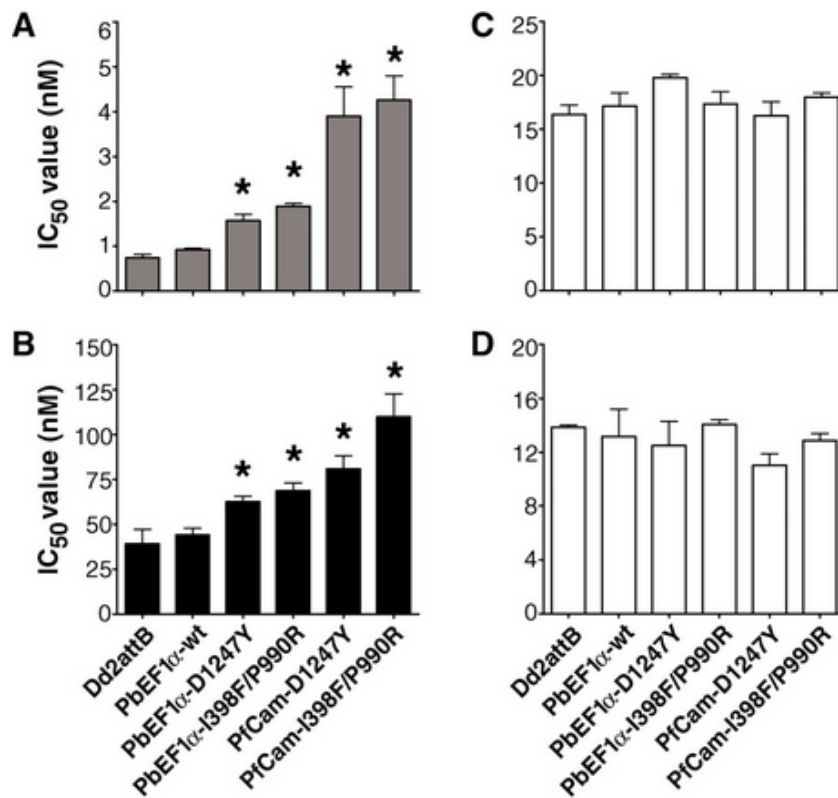 A
IC50 value (nM)
6
5
4
3
2
1
0
*
*
*
*
B
IC50 value (nM)
150
125
100
75
50
25
0
*
*
*
*
Dd2attB
PbEF1α-wt
PbEF1α-D1247Y
PbEF1α-I398F/P990R
PfCam-D1247Y
PfCam-I398F/P990R
C
25
20
15
10
5
0
D
20
16
12
8
4
0
Dd2attB
PbEF1α-wt
PbEF1α-D1247Y
PbEF1α-I398F/P990R
PfCam-D1247Y
PfCam-I398F/P990R